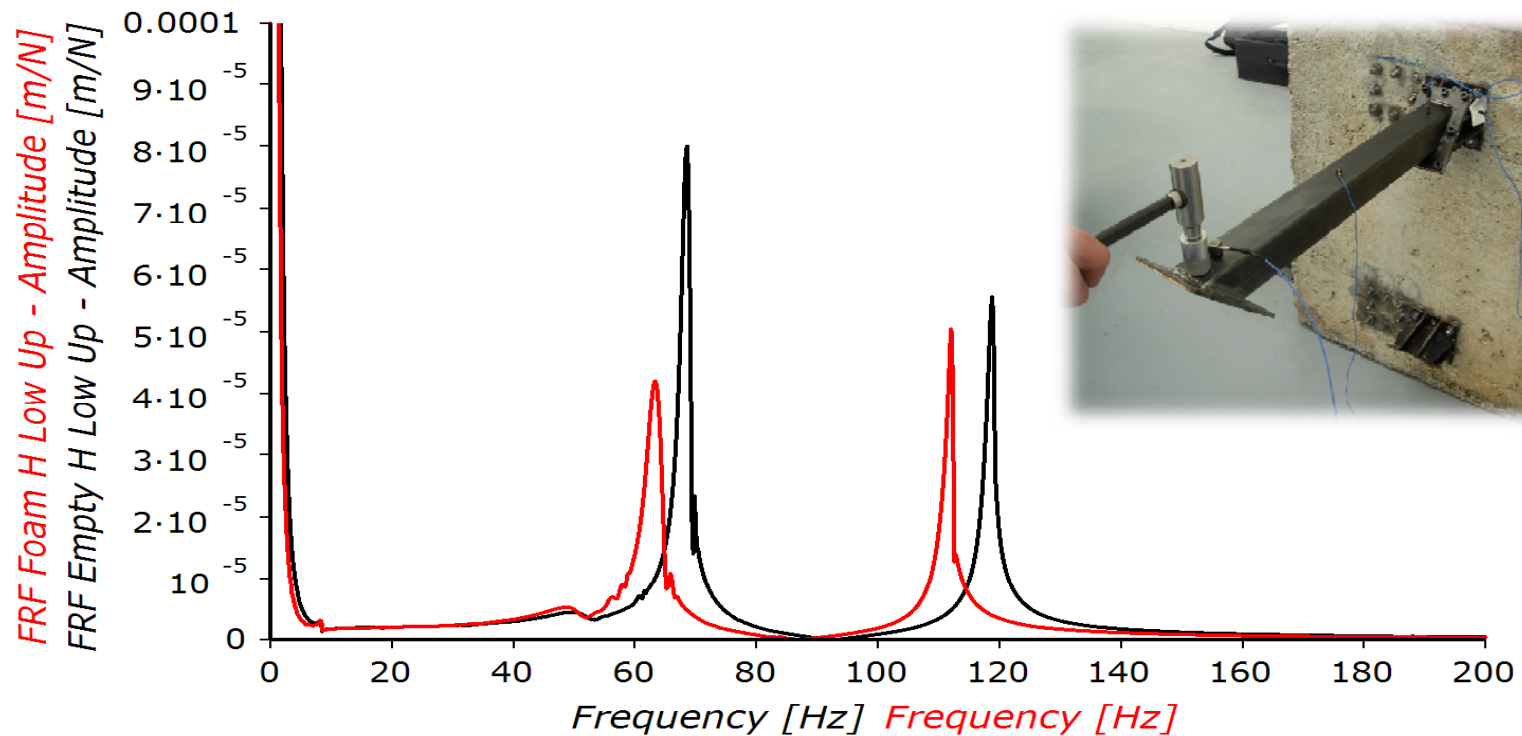 FRF Foam H Low Up - Amplitude [m/N]
FRF Empty H Low Up - Amplitude [m/N]
0.0001
9·10 -5
8·10 -5
7·10 -5
6·10 -5
5·10 -5
4·10 -5
3·10 -5
2·10 -5
10 -5
0
0 20 40 60 80 100 120 140 160 180 200
Frequency [Hz] Frequency [Hz]